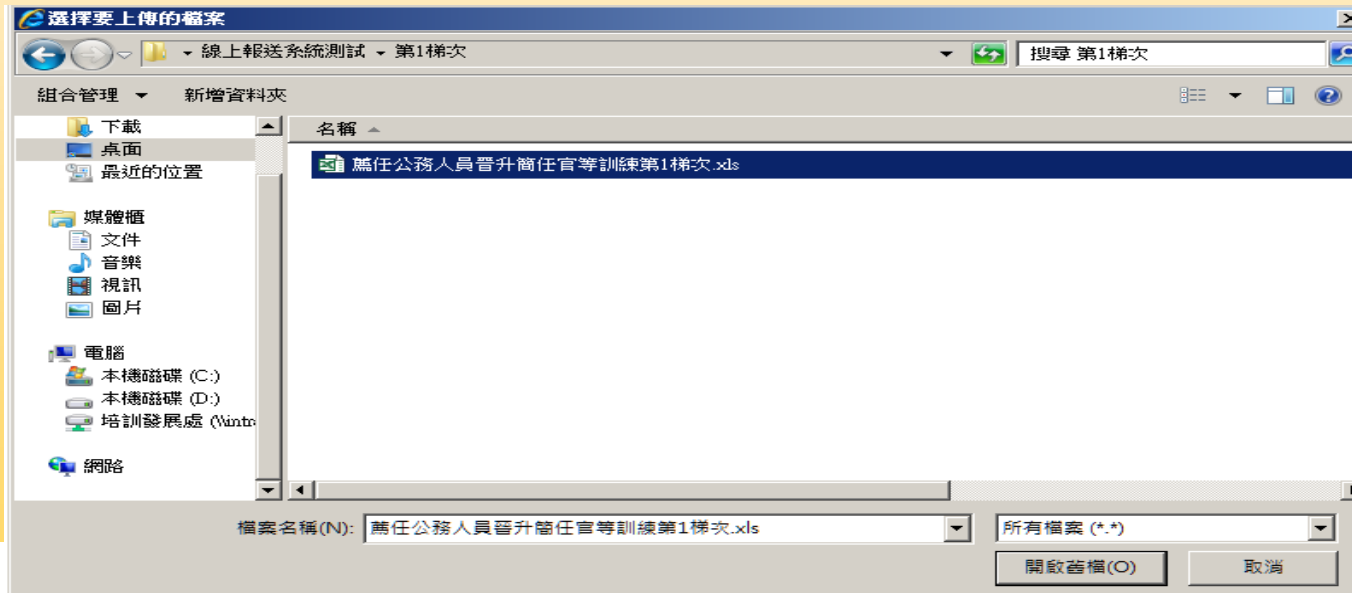 選擇要上傳的檔案
線上報送系統測試 第1梯次
搜尋 第1梯次
組合管理 新增資料夾
下載
桌面
最近的位置
媒體櫃
文件
音樂
視訊
圖片
電腦
本機磁碟 (C:)
本機磁碟 (D:)
培訓發展處 (\\intr
網路
名稱
薦任公務人員晉升簡任官等訓練第1梯次.xls
檔案名稱(N): 薦任公務人員晉升簡任官等訓練第1梯次.xls
所有檔案 (*.*)
開啟舊檔(O) 取消